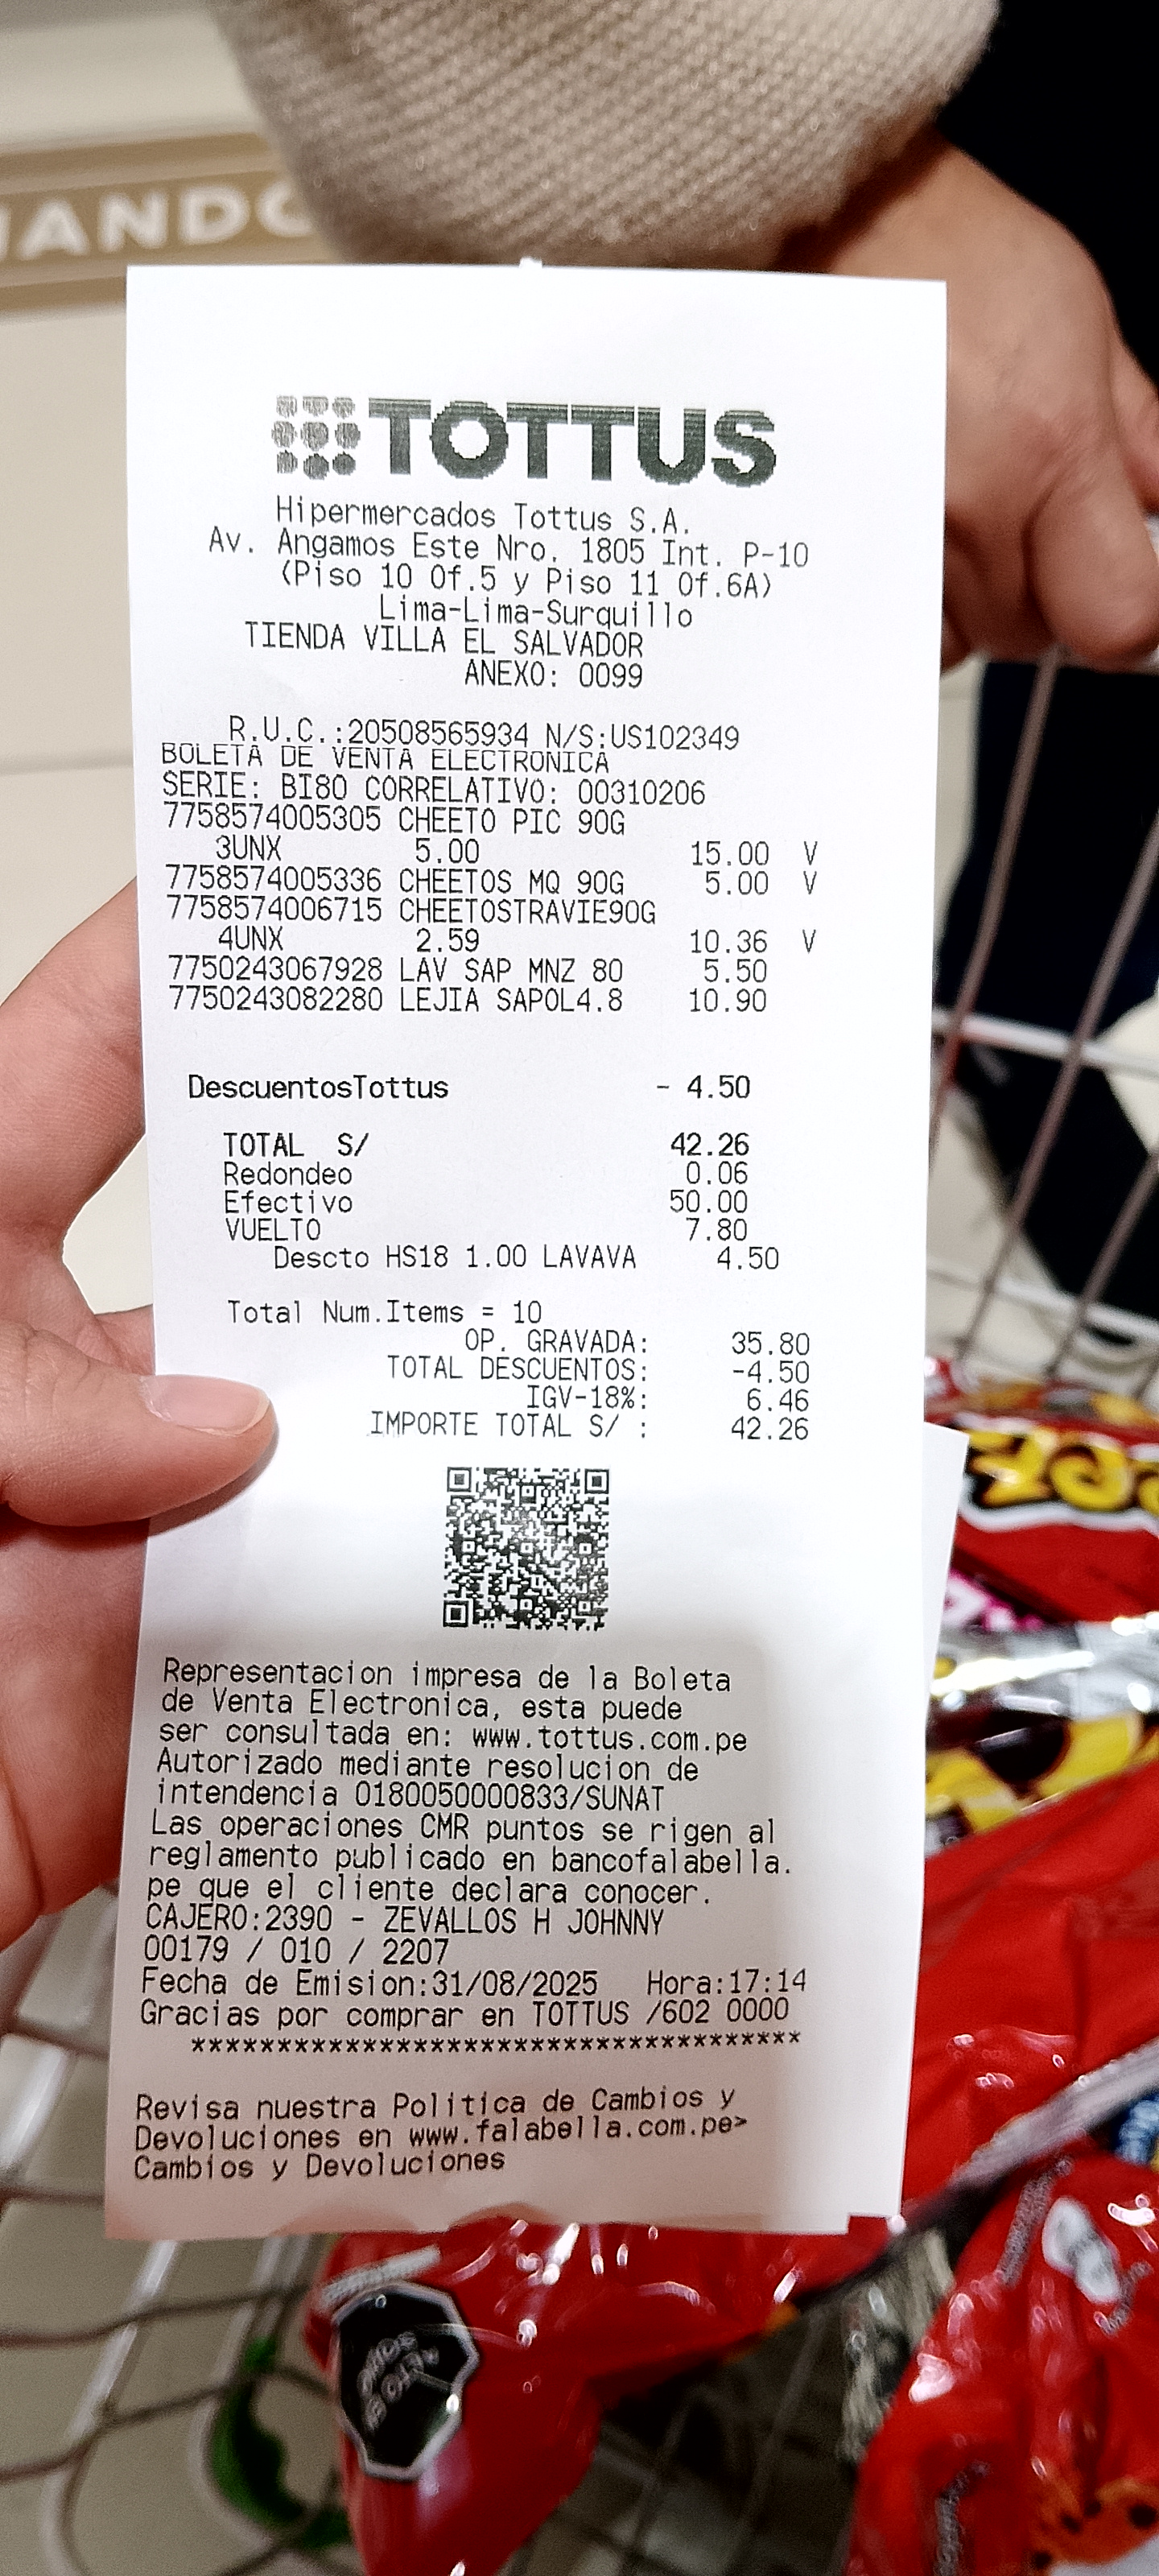 TOTTUS
Hipermercados Tottus S.A.
Av. Angamos Este Nro. 1805 Int. P-10
(Piso 10 Of.5 y Piso 11 Of.6A)
Lima-Lima-Surquillo
TIENDA VILLA EL SALVADOR
ANEXO: 0099
R.U.C.:20508565934 N/S:US102349
BOLETA DE VENTA ELECTRONICA
SERIE: BI80 CORRELATIVO: 00310206
7758574005305 CHEETO PIC 90G
3UNX 5.00 15.00 V
7758574005336 CHEETOS MQ 90G 5.00 V
7758574006715 CHEETOSTRAVIE90G
4UNX 2.59 10.36 V
7750243067928 LAV SAP MNZ 80 5.50
7750243082280 LEJIA SAPOL4.8 10.90
DescuentosTottus - 4.50
TOTAL S/ 42.26
Redondeo 0.06
Efectivo 50.00
VUELTO 7.80
Descto HS18 1.00 LAVAVA 4.50
Total Num.Items = 10
OP. GRAVADA: 35.80
TOTAL DESCUENTOS: -4.50
IGV-18%: 6.46
IMPORTE TOTAL S/ : 42.26
Representacion impresa de la Boleta
de Venta Electronica, esta puede
ser consultada en: www.tottus.com.pe
Autorizado mediante resolucion de
intendencia 0180050000833/SUNAT
Las operaciones CMR puntos se rigen al
reglamento publicado en bancofalabella.
pe que el cliente declara conocer.
CAJERO:2390 - ZEVALLOS H JOHNNY
00179 / 010 / 2207
Fecha de Emision:31/08/2025 Hora:17:14
Gracias por comprar en TOTTUS /602 0000
******************************************
Revisa nuestra Politica de Cambios y
Devoluciones en www.falabella.com.pe>
Cambios y Devoluciones